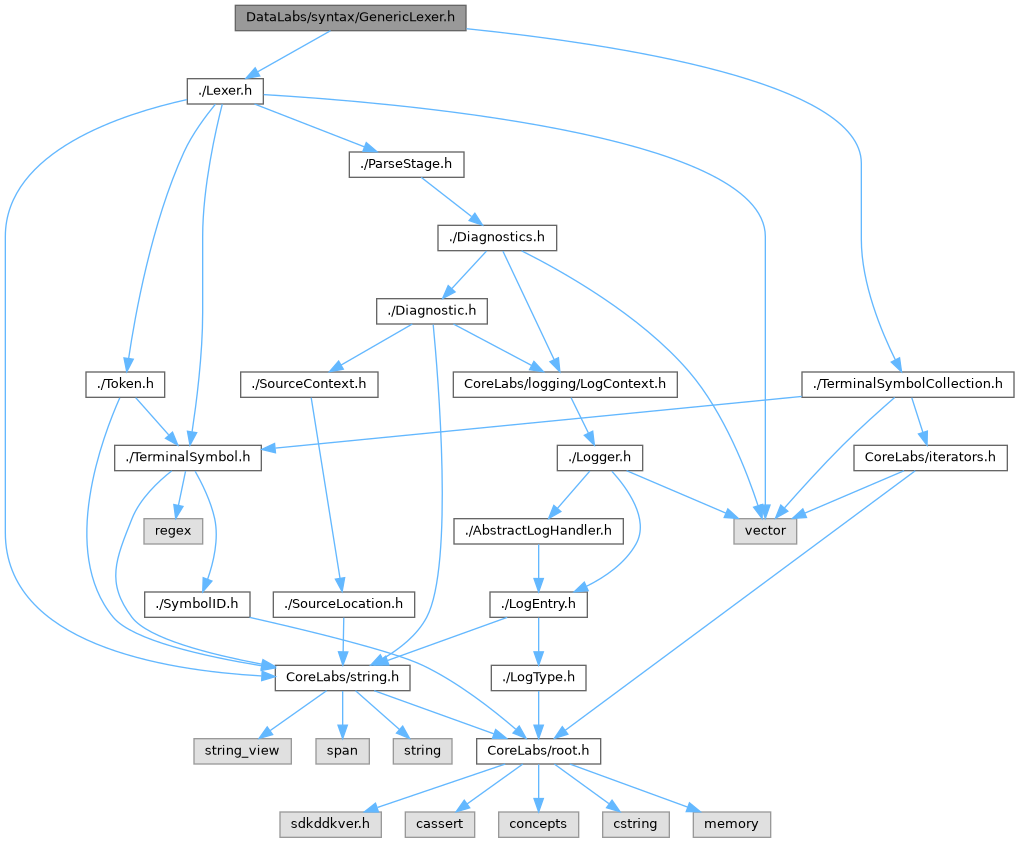 DataLabs/syntax/GenericLexer.h
./Lexer.h
./ParseStage.h
./Diagnostics.h
./Diagnostic.h
./Token.h
./SourceContext.h
CoreLabs/logging/LogContext.h
./TerminalSymbolCollection.h
./TerminalSymbol.h
./Logger.h
CoreLabs/iterators.h
regex
./AbstractLogHandler.h
vector
./SymbolID.h
./SourceLocation.h
./LogEntry.h
CoreLabs/string.h
./LogType.h
string_view
span
string
CoreLabs/root.h
sdkddkver.h
cassert
concepts
cstring
memory